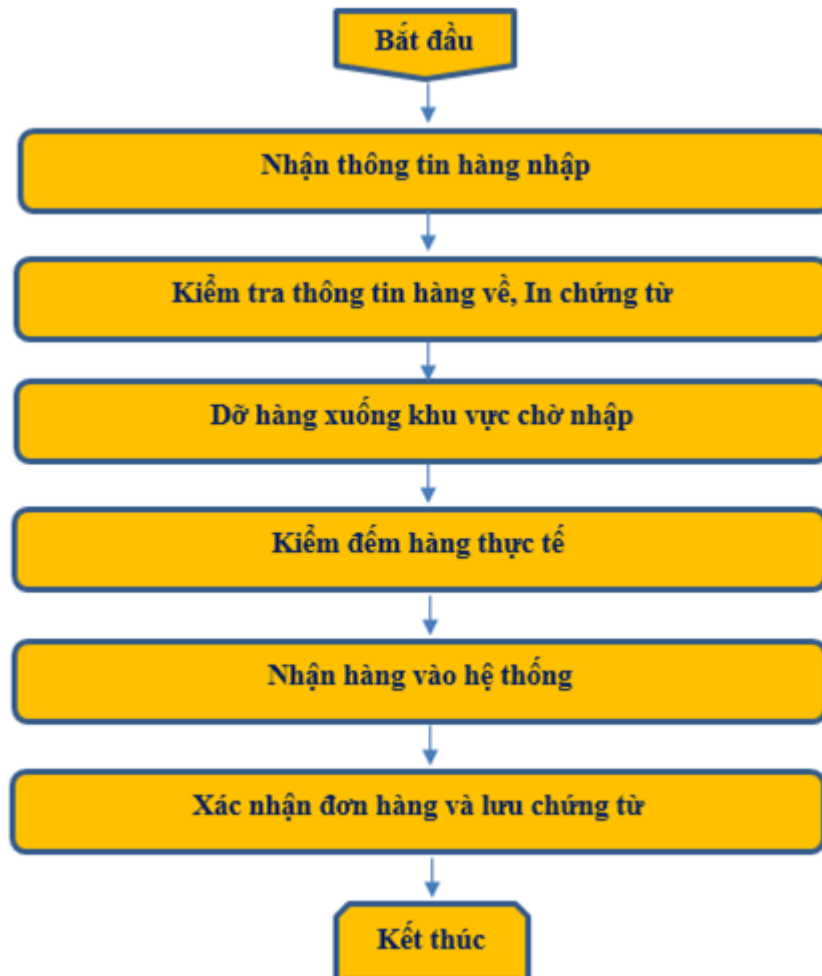 Bắt đầu
Nhận thông tin hàng nhập
Kiểm tra thông tin hàng về, In chứng từ
Dỡ hàng xuống khu vực chờ nhập
Kiểm đếm hàng thực tế
Nhận hàng vào hệ thống
Xác nhận đơn hàng và lưu chứng từ
Kết thúc